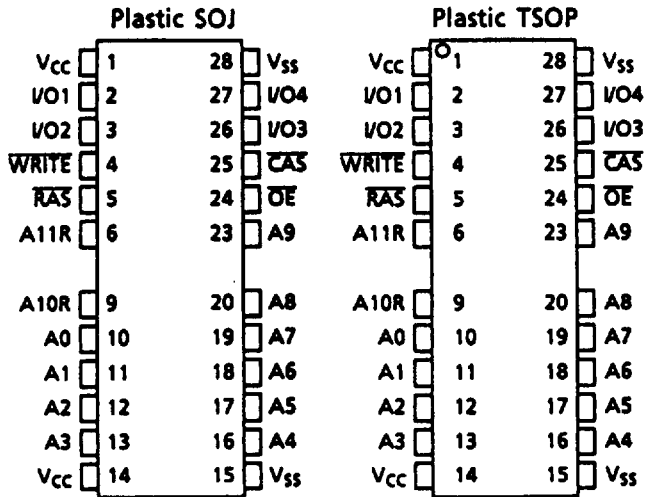 Plastic SOJ Plastic TSOP
VCC 1 28 VSS VCC 1 28 VSS
I/O1 2 27 I/O4 I/O1 2 27 I/O4
I/O2 3 26 I/O3 I/O2 3 26 I/O3
WRITE 4 25 CAS WRITE 4 25 CAS
RAS 5 24 OE RAS 5 24 OE
A11R 6 23 A9 A11R 6 23 A9
A10R 9 20 A8 A10R 9 20 A8
A0 10 19 A7 A0 10 19 A7
A1 11 18 A6 A1 11 18 A6
A2 12 17 A5 A2 12 17 A5
A3 13 16 A4 A3 13 16 A4
VCC 14 15 VSS VCC 14 15 VSS